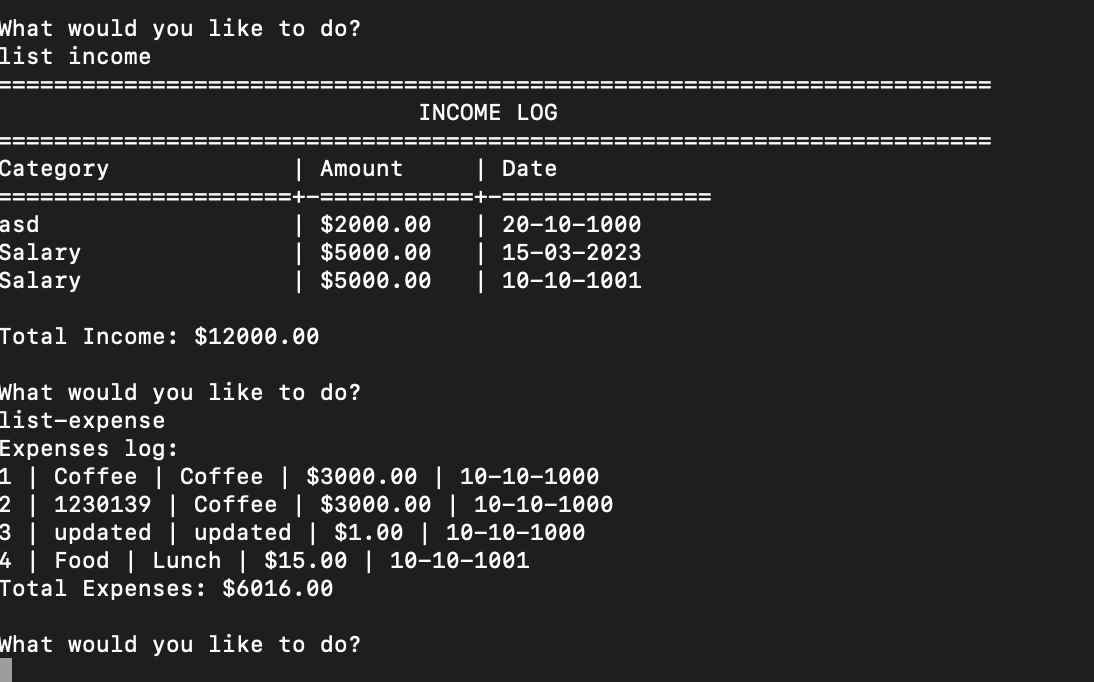 What would you like to do?
list income
=======================================================================
INCOME LOG
=======================================================================
Category | Amount | Date
=====================+-===========+-===============
asd | $2000.00 | 20-10-1000
Salary | $5000.00 | 15-03-2023
Salary | $5000.00 | 10-10-1001
Total Income: $12000.00
What would you like to do?
list-expense
Expenses log:
1 | Coffee | Coffee | $3000.00 | 10-10-1000
2 | 1230139 | Coffee | $3000.00 | 10-10-1000
3 | updated | updated | $1.00 | 10-10-1000
4 | Food | Lunch | $15.00 | 10-10-1001
Total Expenses: $6016.00
What would you like to do?